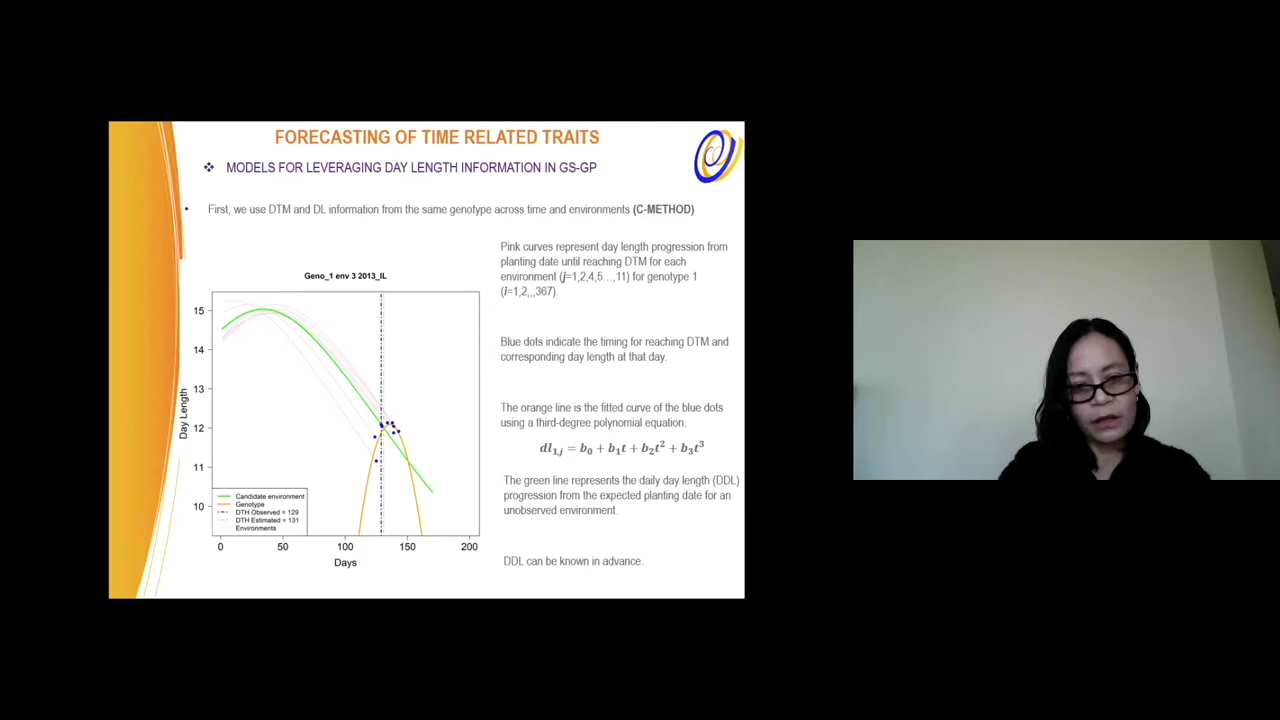 FORECASTING OF TIME RELATED TRAITS
❖ MODELS FOR LEVERAGING DAY LENGTH INFORMATION IN GS-GP
• First, we use DTM and DL information from the same genotype across time and environments (C-METHOD)
Geno_1 env 3 2013_IL
15
14
13
12
11
10
Day Length
Candidate environment
Genotype
DTH Observed = 129
DTH Estimated = 131
Environments
0 50 100 150 200
Days
Pink curves represent day length progression from
planting date until reaching DTM for each
environment (j=1,2,4,5…,11) for genotype 1
(i=1,2,,,367).
Blue dots indicate the timing for reaching DTM and
corresponding day length at that day.
The orange line is the fitted curve of the blue dots
using a third-degree polynomial equation.
dl₁,j = b₀ + b₁t + b₂t² + b₃t³
The green line represents the daily day length (DDL)
progression from the expected planting date for an
unobserved environment.
DDL can be known in advance.